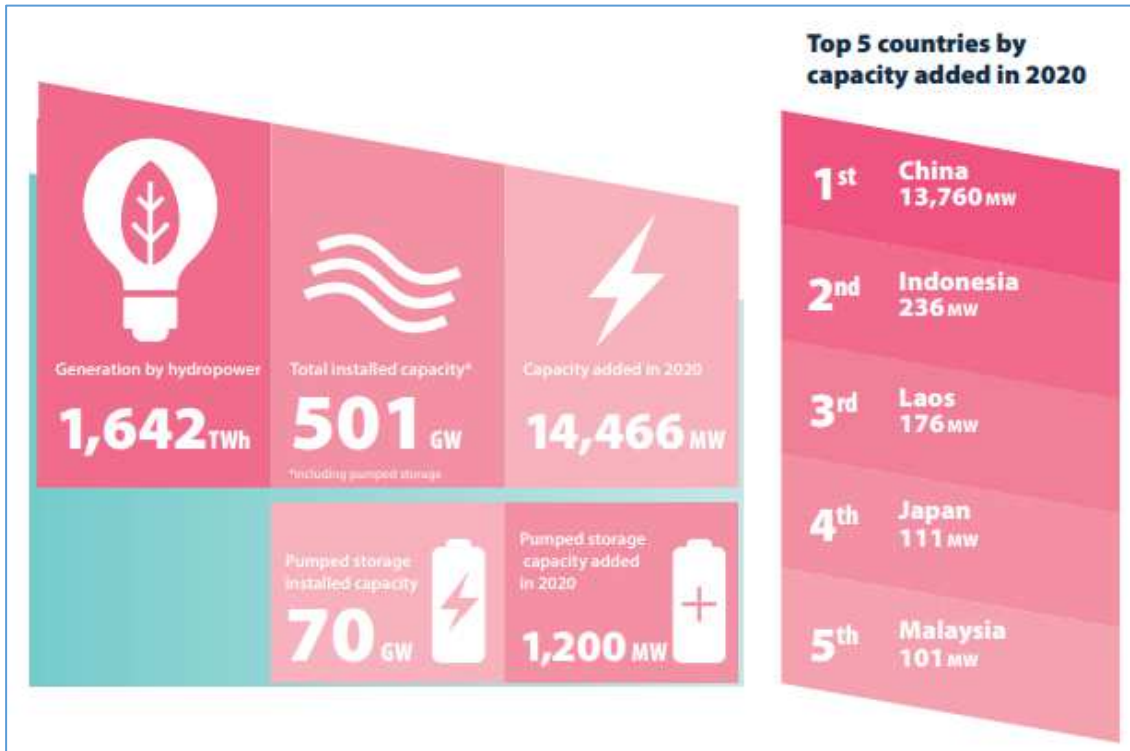 Generation by hydropower
1,642 TWh
Total installed capacity*
501 GW
*including pumped storage
Capacity added in 2020
14,466 MW
Pumped storage
installed capacity
70 GW
Pumped storage
capacity added
in 2020
1,200 MW
Top 5 countries by
capacity added in 2020
1st
China
13,760 MW
2nd
Indonesia
236 MW
3rd
Laos
176 MW
4th
Japan
111 MW
5th
Malaysia
101 MW